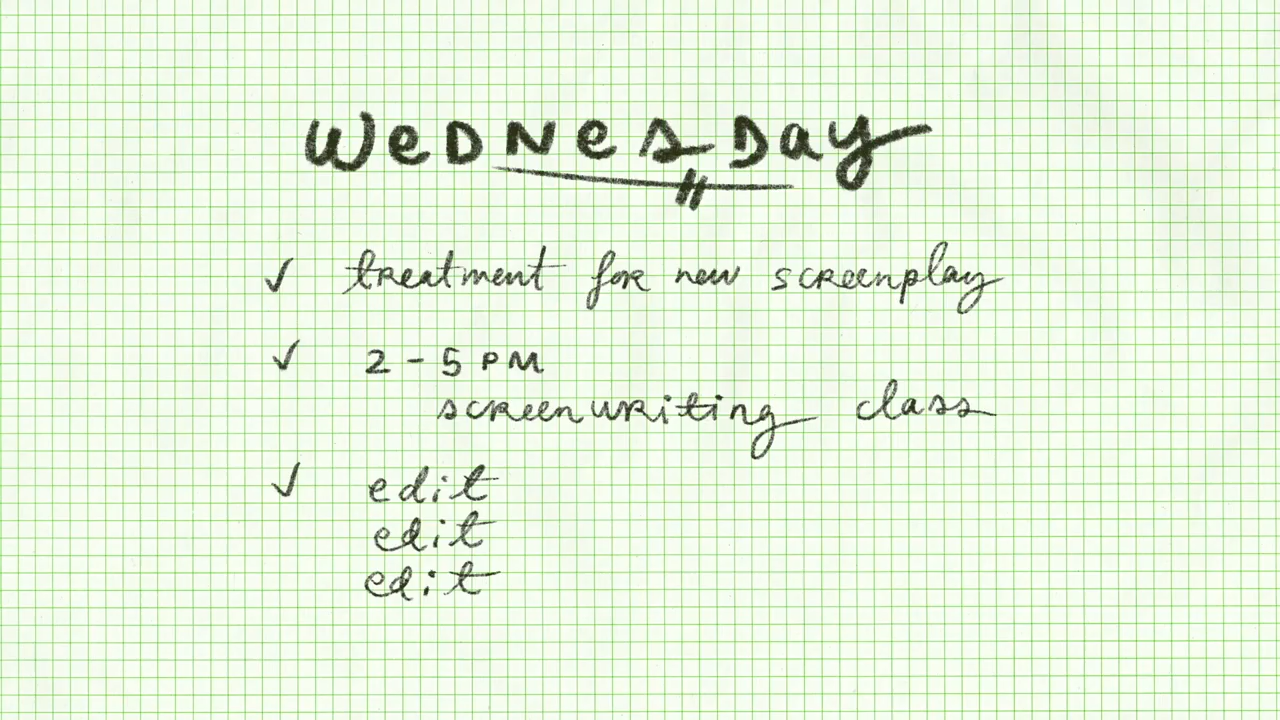 WeDNesDay
✓ treatment for new screenplay
✓ 2 - 5 PM
screenwriting class
✓ edit
edit
edit